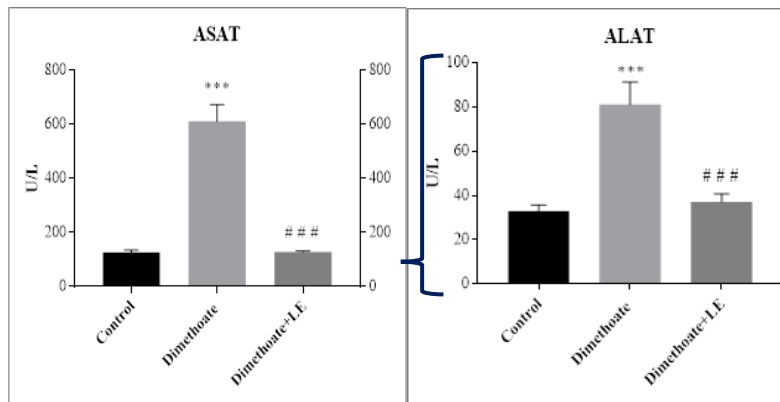 ASAT
800
600
400
200
0
U/L
***
# # #
800
600
400
200
0
Control
Dimethoate
Dimethoate+LE
ALAT
100
80
60
40
20
0
U/L
***
# # #
Control
Dimethoate
Dimethoate+LE